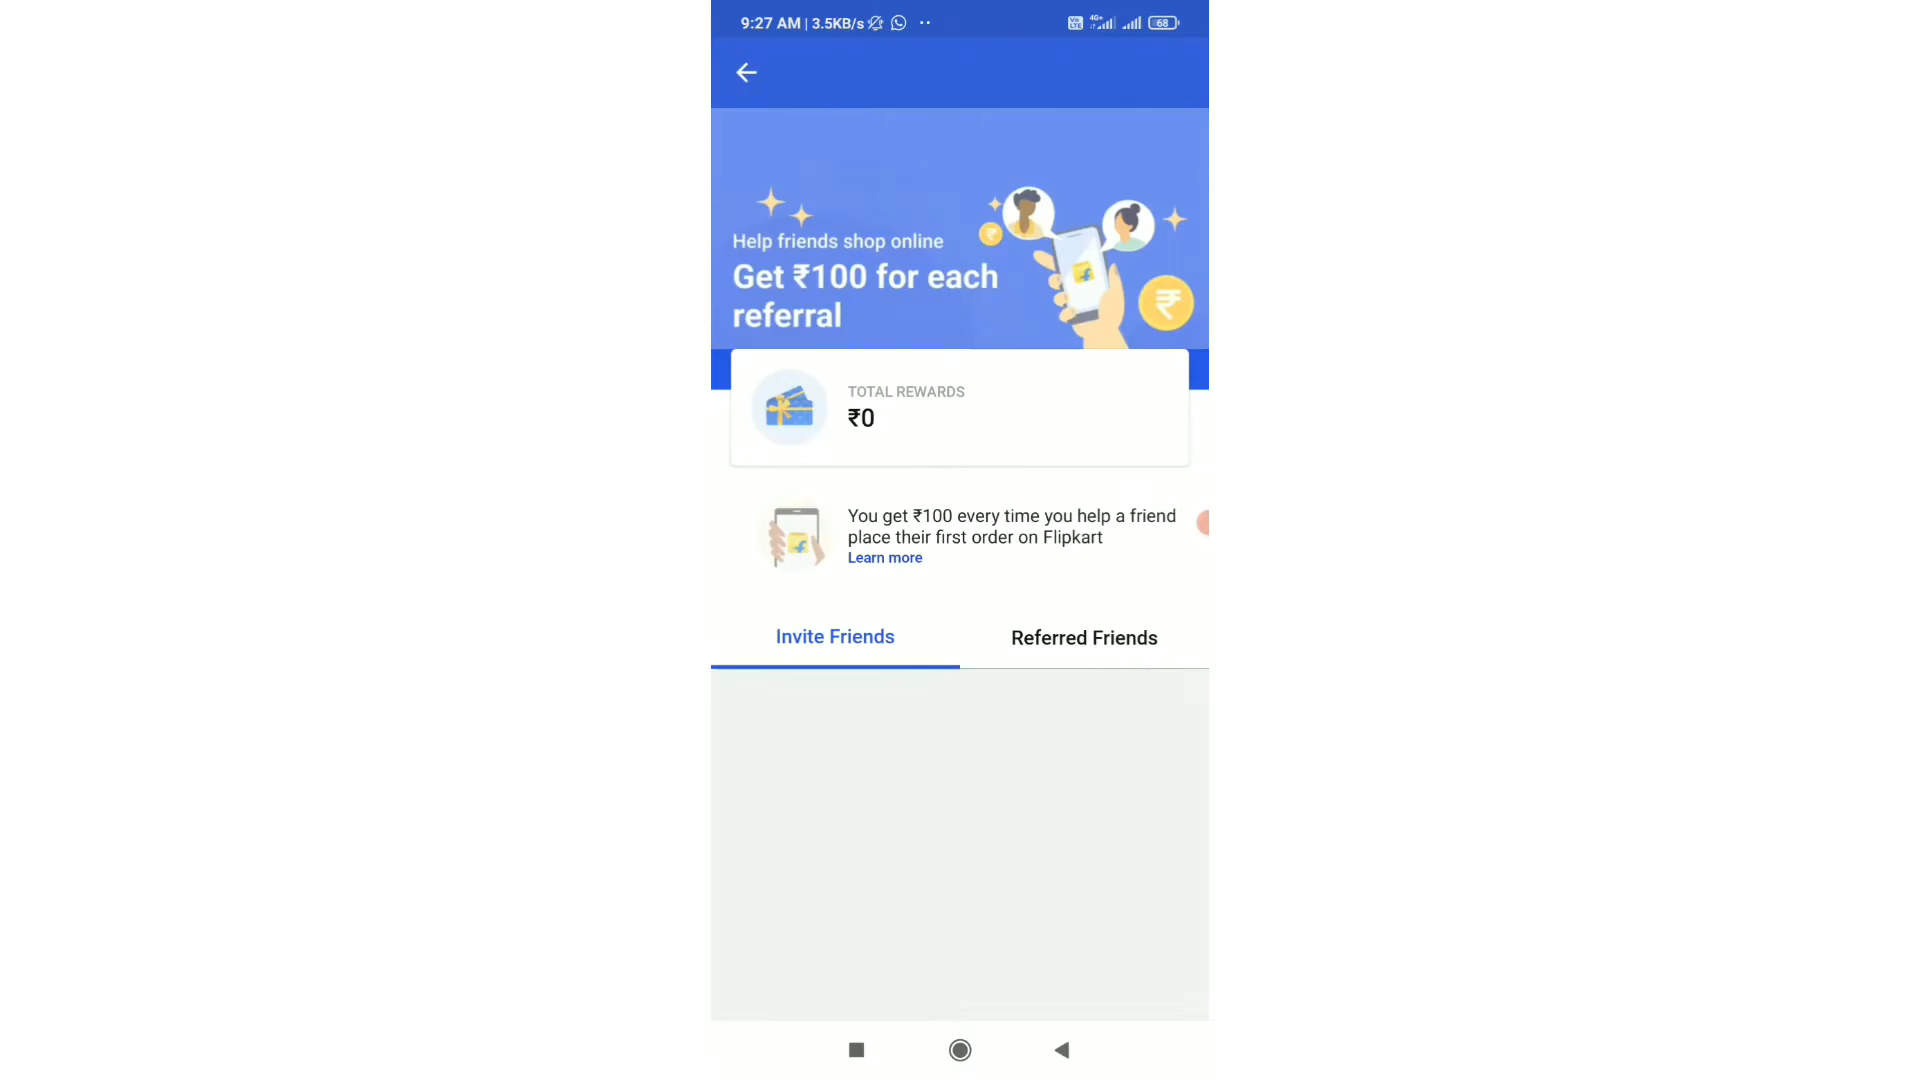 9:27 AM | 3.5KB/s
4G+
68
Help friends shop online
Get ₹100 for each
referral
TOTAL REWARDS
₹0
You get ₹100 every time you help a friend
place their first order on Flipkart
Learn more
Invite Friends
Referred Friends